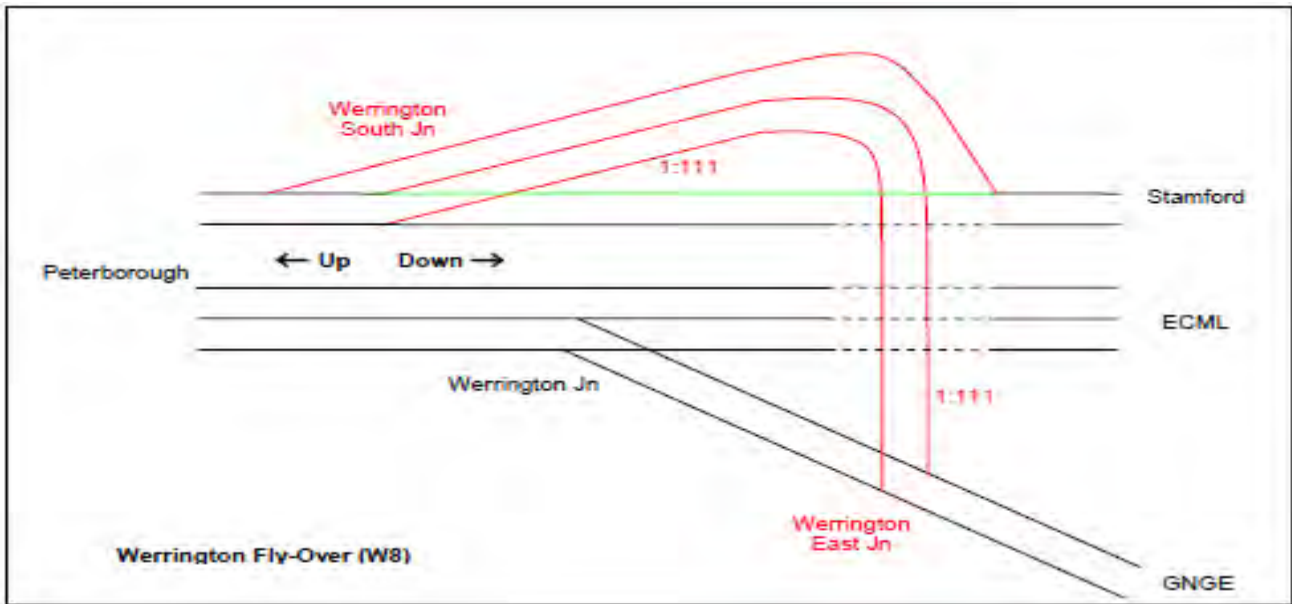 Werrington
South Jn
1:111
Stamford
← Up Down →
Peterborough
ECML
Werrington Jn
1:111
Werrington
East Jn
Werrington Fly-Over (W8)
GNGE